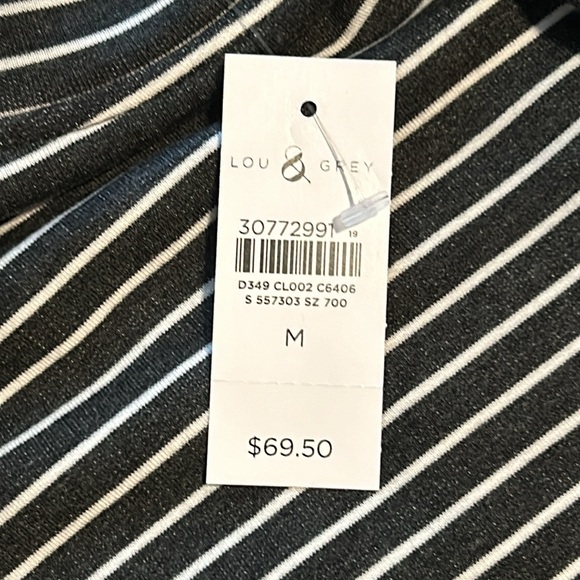 LOU & GREY
30772991 19
D349 CL002 C6406
S 557303 SZ 700
M
$69.50